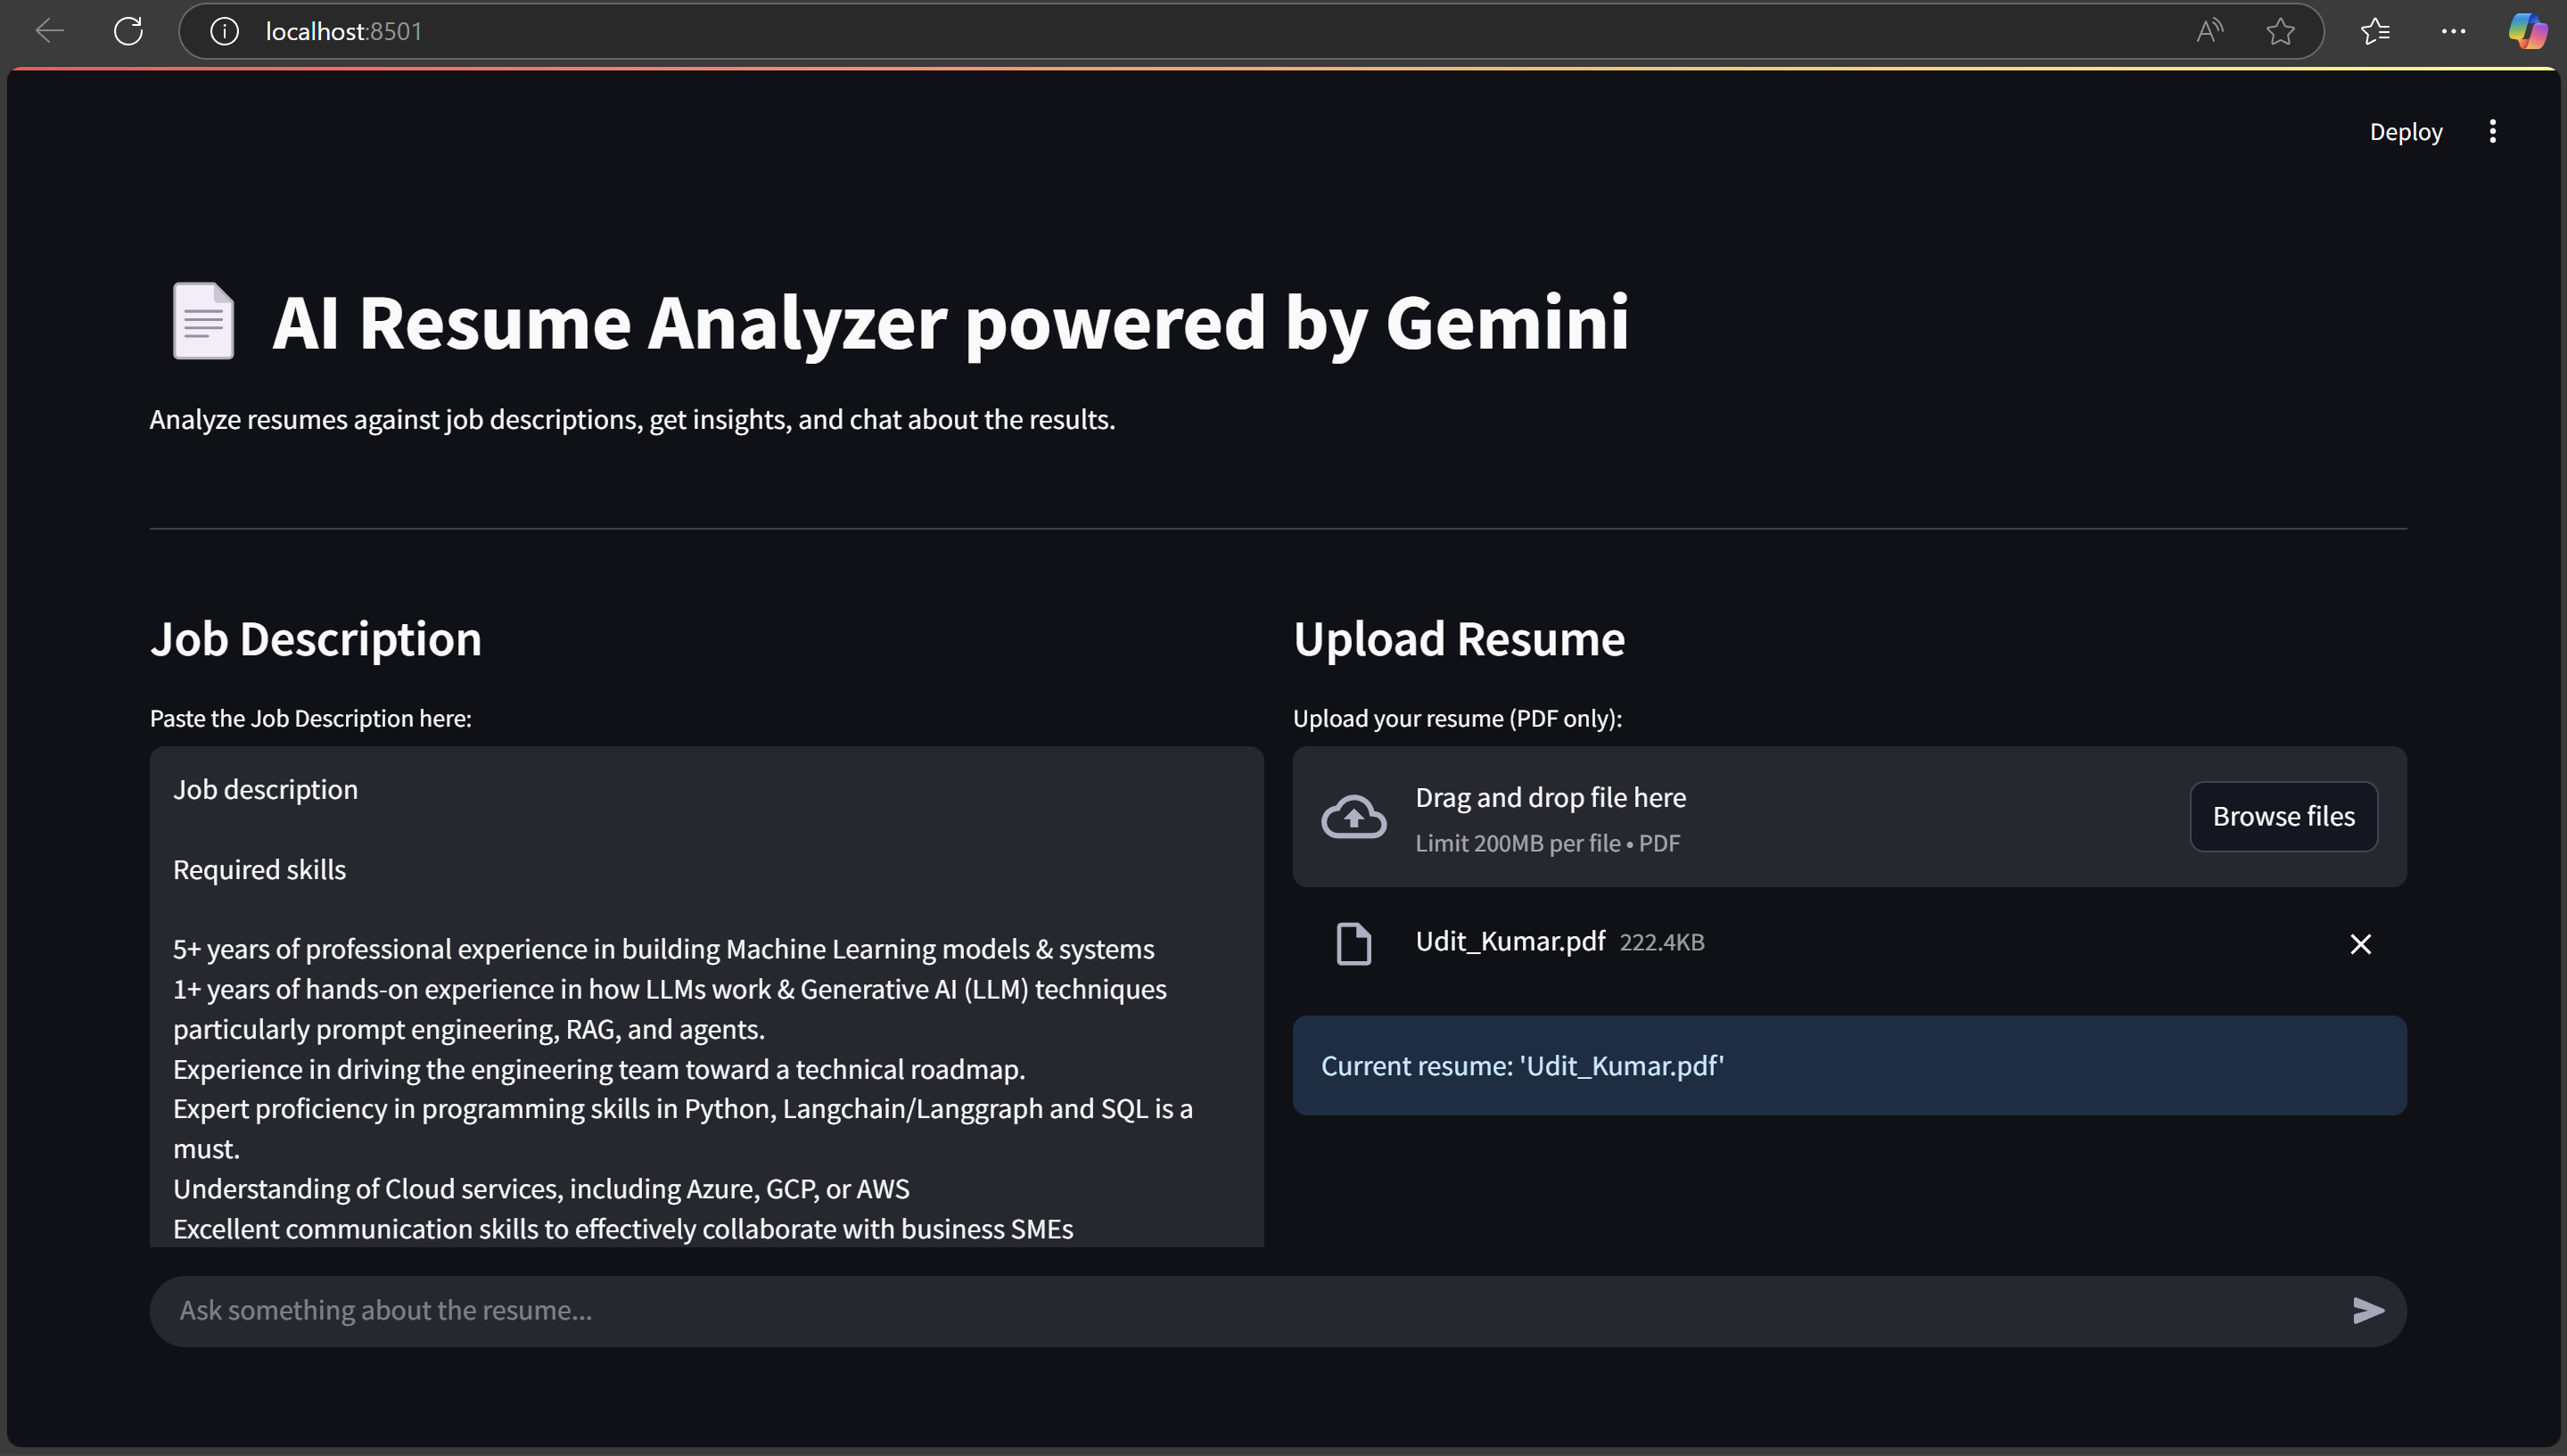 localhost:8501
Deploy
AI Resume Analyzer powered by Gemini
Analyze resumes against job descriptions, get insights, and chat about the results.
Job Description
Paste the Job Description here:
Job description
Required skills
5+ years of professional experience in building Machine Learning models & systems
1+ years of hands-on experience in how LLMs work & Generative AI (LLM) techniques
particularly prompt engineering, RAG, and agents.
Experience in driving the engineering team toward a technical roadmap.
Expert proficiency in programming skills in Python, Langchain/Langgraph and SQL is a
must.
Understanding of Cloud services, including Azure, GCP, or AWS
Excellent communication skills to effectively collaborate with business SMEs
Upload Resume
Upload your resume (PDF only):
Drag and drop file here
Limit 200MB per file • PDF
Browse files
Udit_Kumar.pdf 222.4KB
Current resume: 'Udit_Kumar.pdf'
Ask something about the resume...